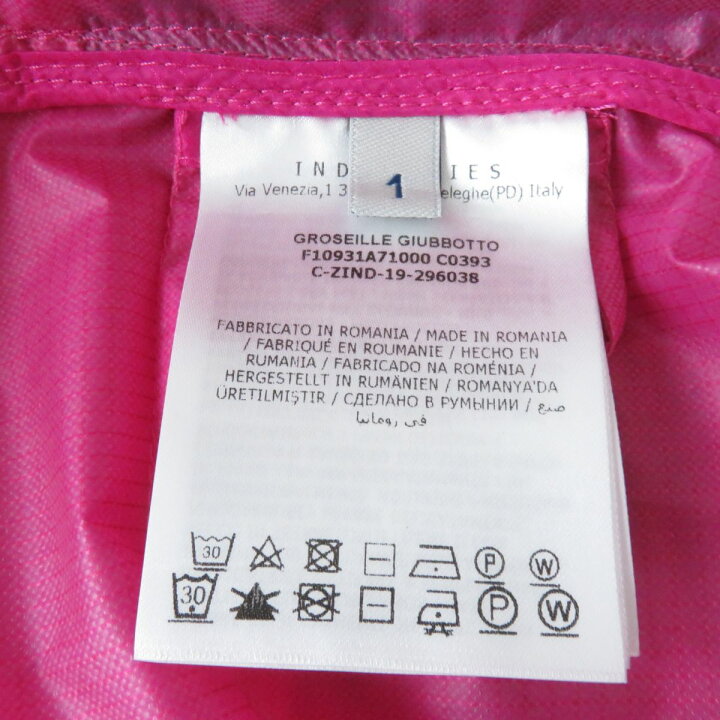 IND IES
Via Venezia,1 3 eleghe(PD) Italy
1
GROSEILLE GIUBBOTTO
F10931A71000 C0393
C-ZIND-19-296038
FABBRICATO IN ROMANIA / MADE IN ROMANIA
/ FABRIQUÉ EN ROUMANIE / HECHO EN
RUMANIA / FABRICADO NA ROMÉNIA /
HERGESTELLT IN RUMÄNIEN / ROMANYA'DA
ÜRETILMIŞTIR / СДЕЛАНО В РУМЫНИИ / صنع
في رومانيا
30 P W
30 P W